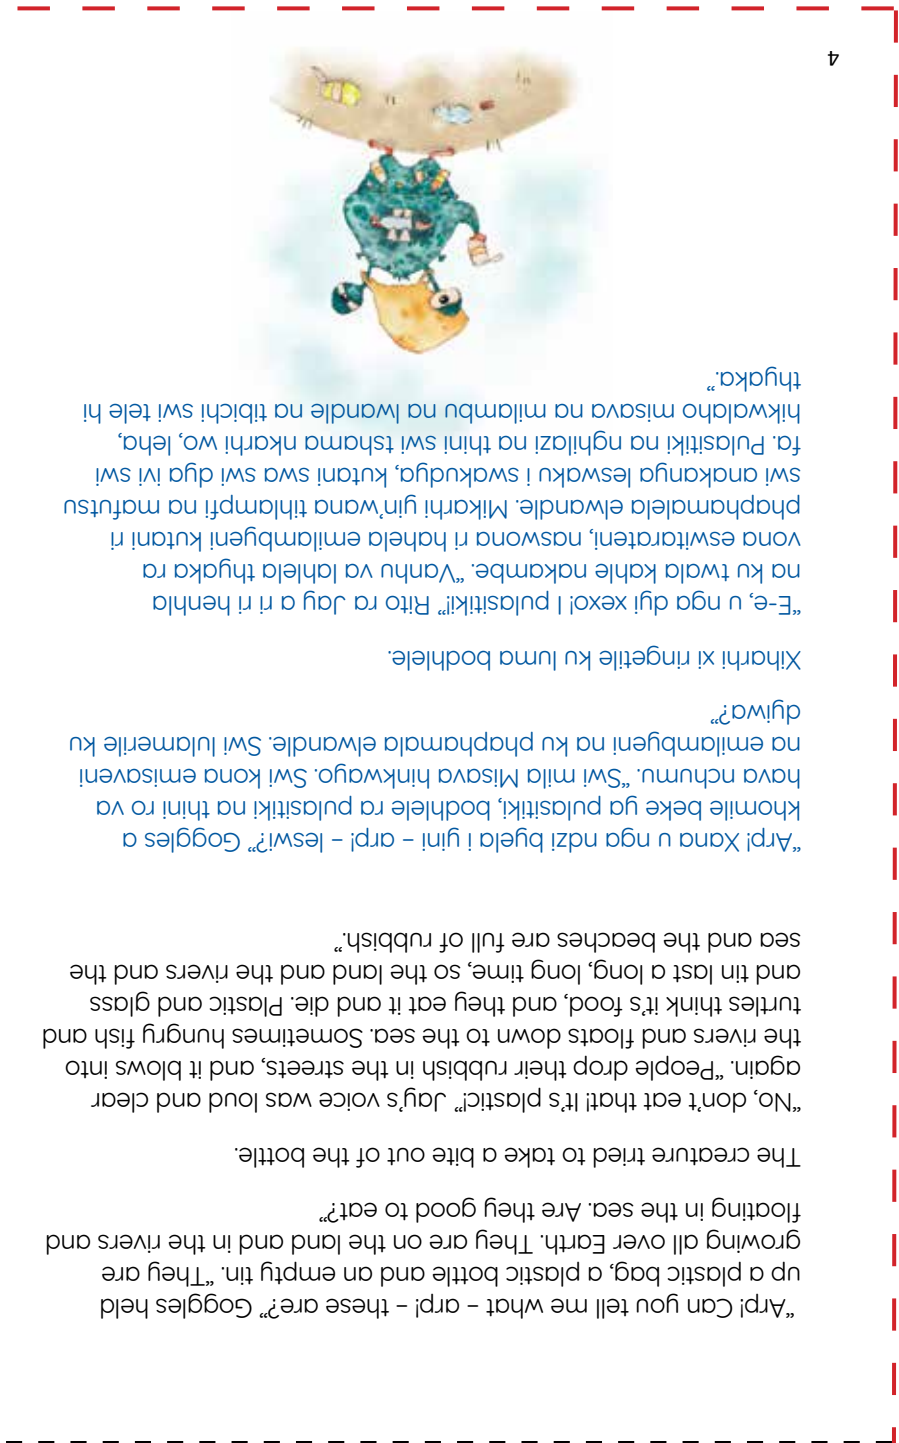 "Arp! Can you tell me what – arp! – these are?" Goggles held
up a plastic bag, a plastic bottle and an empty tin. "They are
growing all over Earth. They are on the land and in the rivers and
floating in the sea. Are they good to eat?"
The creature tried to take a bite out of the bottle.
"No, don't eat that! It's plastic!" Jay's voice was loud and clear
again. "People drop their rubbish in the streets, and it blows into
the rivers and floats down to the sea. Sometimes hungry fish and
turtles think it's food, and they eat it and die. Plastic and glass
and tin last a long, long time, so the land and the rivers and the
sea and the beaches are full of rubbish."
"Arp! Xana u nga ndzi byela i yini – arp! – leswi?" Goggles a
khomile beke ya pulasitiki, bodhlele ra pulasitiki na thini ro va
hava nchumu. "Swi mila Misava hinkwayo. Swi kona emisaveni
na emilambyeni na ku phaphamala elwandle. Swi lulamerile ku
dyiwa?"
Xiharhi xi ringetile ku luma bodhlele.
"E-e, u nga dyi xexo! I pulasitiki!" Rito ra Jay a ri ri henhla
na ku twala kahle nakambe. "Vanhu va lahlela thyaka ra
vona eswitarateni, naswona ri hahela emilambyeni kutani ri
phaphamalela elwandle. Mikarhi yin'wana tihlampfi na mafutsu
swi anakanya leswaku i swakudya, kutani swa swi dya ivi swi
fa. Pulasitiki na nghilazi na thini swi tshama nkarhi wo, leha,
hikwalaho misava na milambu na lwandle na tibichi swi tele hi
thyaka."
4